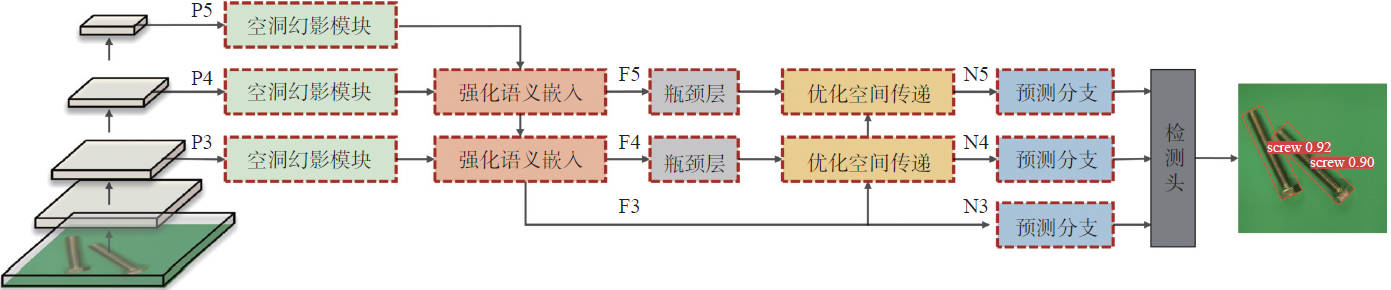 P5
空洞幻影模块
P4
空洞幻影模块
强化语义嵌入
F5
瓶颈层
优化空间传递
N5
预测分支
P3
空洞幻影模块
强化语义嵌入
F4
瓶颈层
优化空间传递
N4
预测分支
F3
N3
预测分支
检测头
screw 0.92
screw 0.90